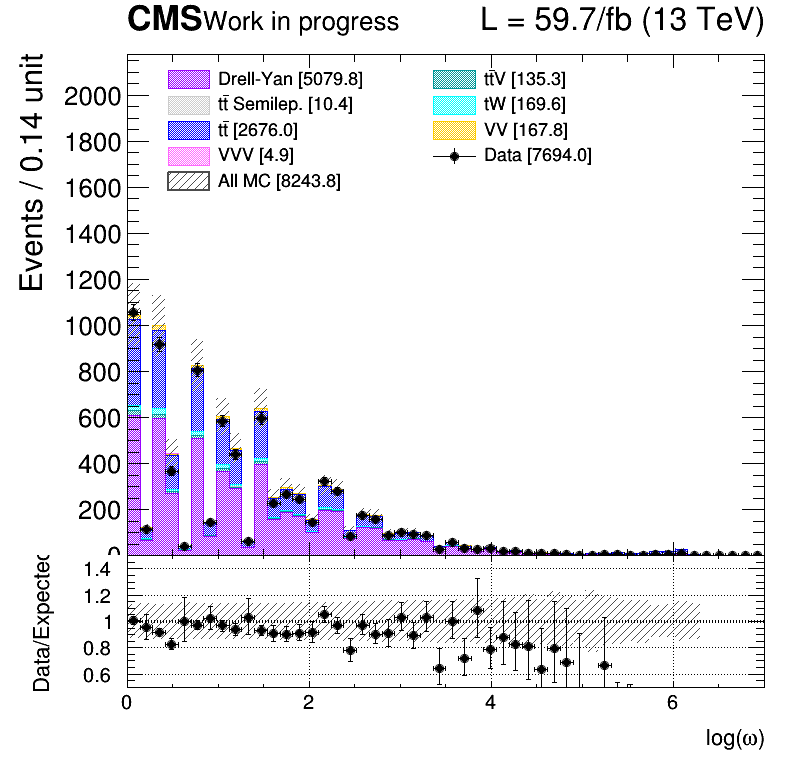 CMS Work in progress L = 59.7/fb (13 TeV)
Events / 0.14 unit
2000
1800
1600
1400
1200
1000
800
600
400
200
0
Drell-Yan [5079.8]
tt̄ Semilep. [10.4]
tt̄ [2676.0]
VVV [4.9]
All MC [8243.8]
tt̄V [135.3]
tW [169.6]
VV [167.8]
Data [7694.0]
Data/Expected
1.4
1.2
1
0.8
0.6
0 2 4 6
log(ω)